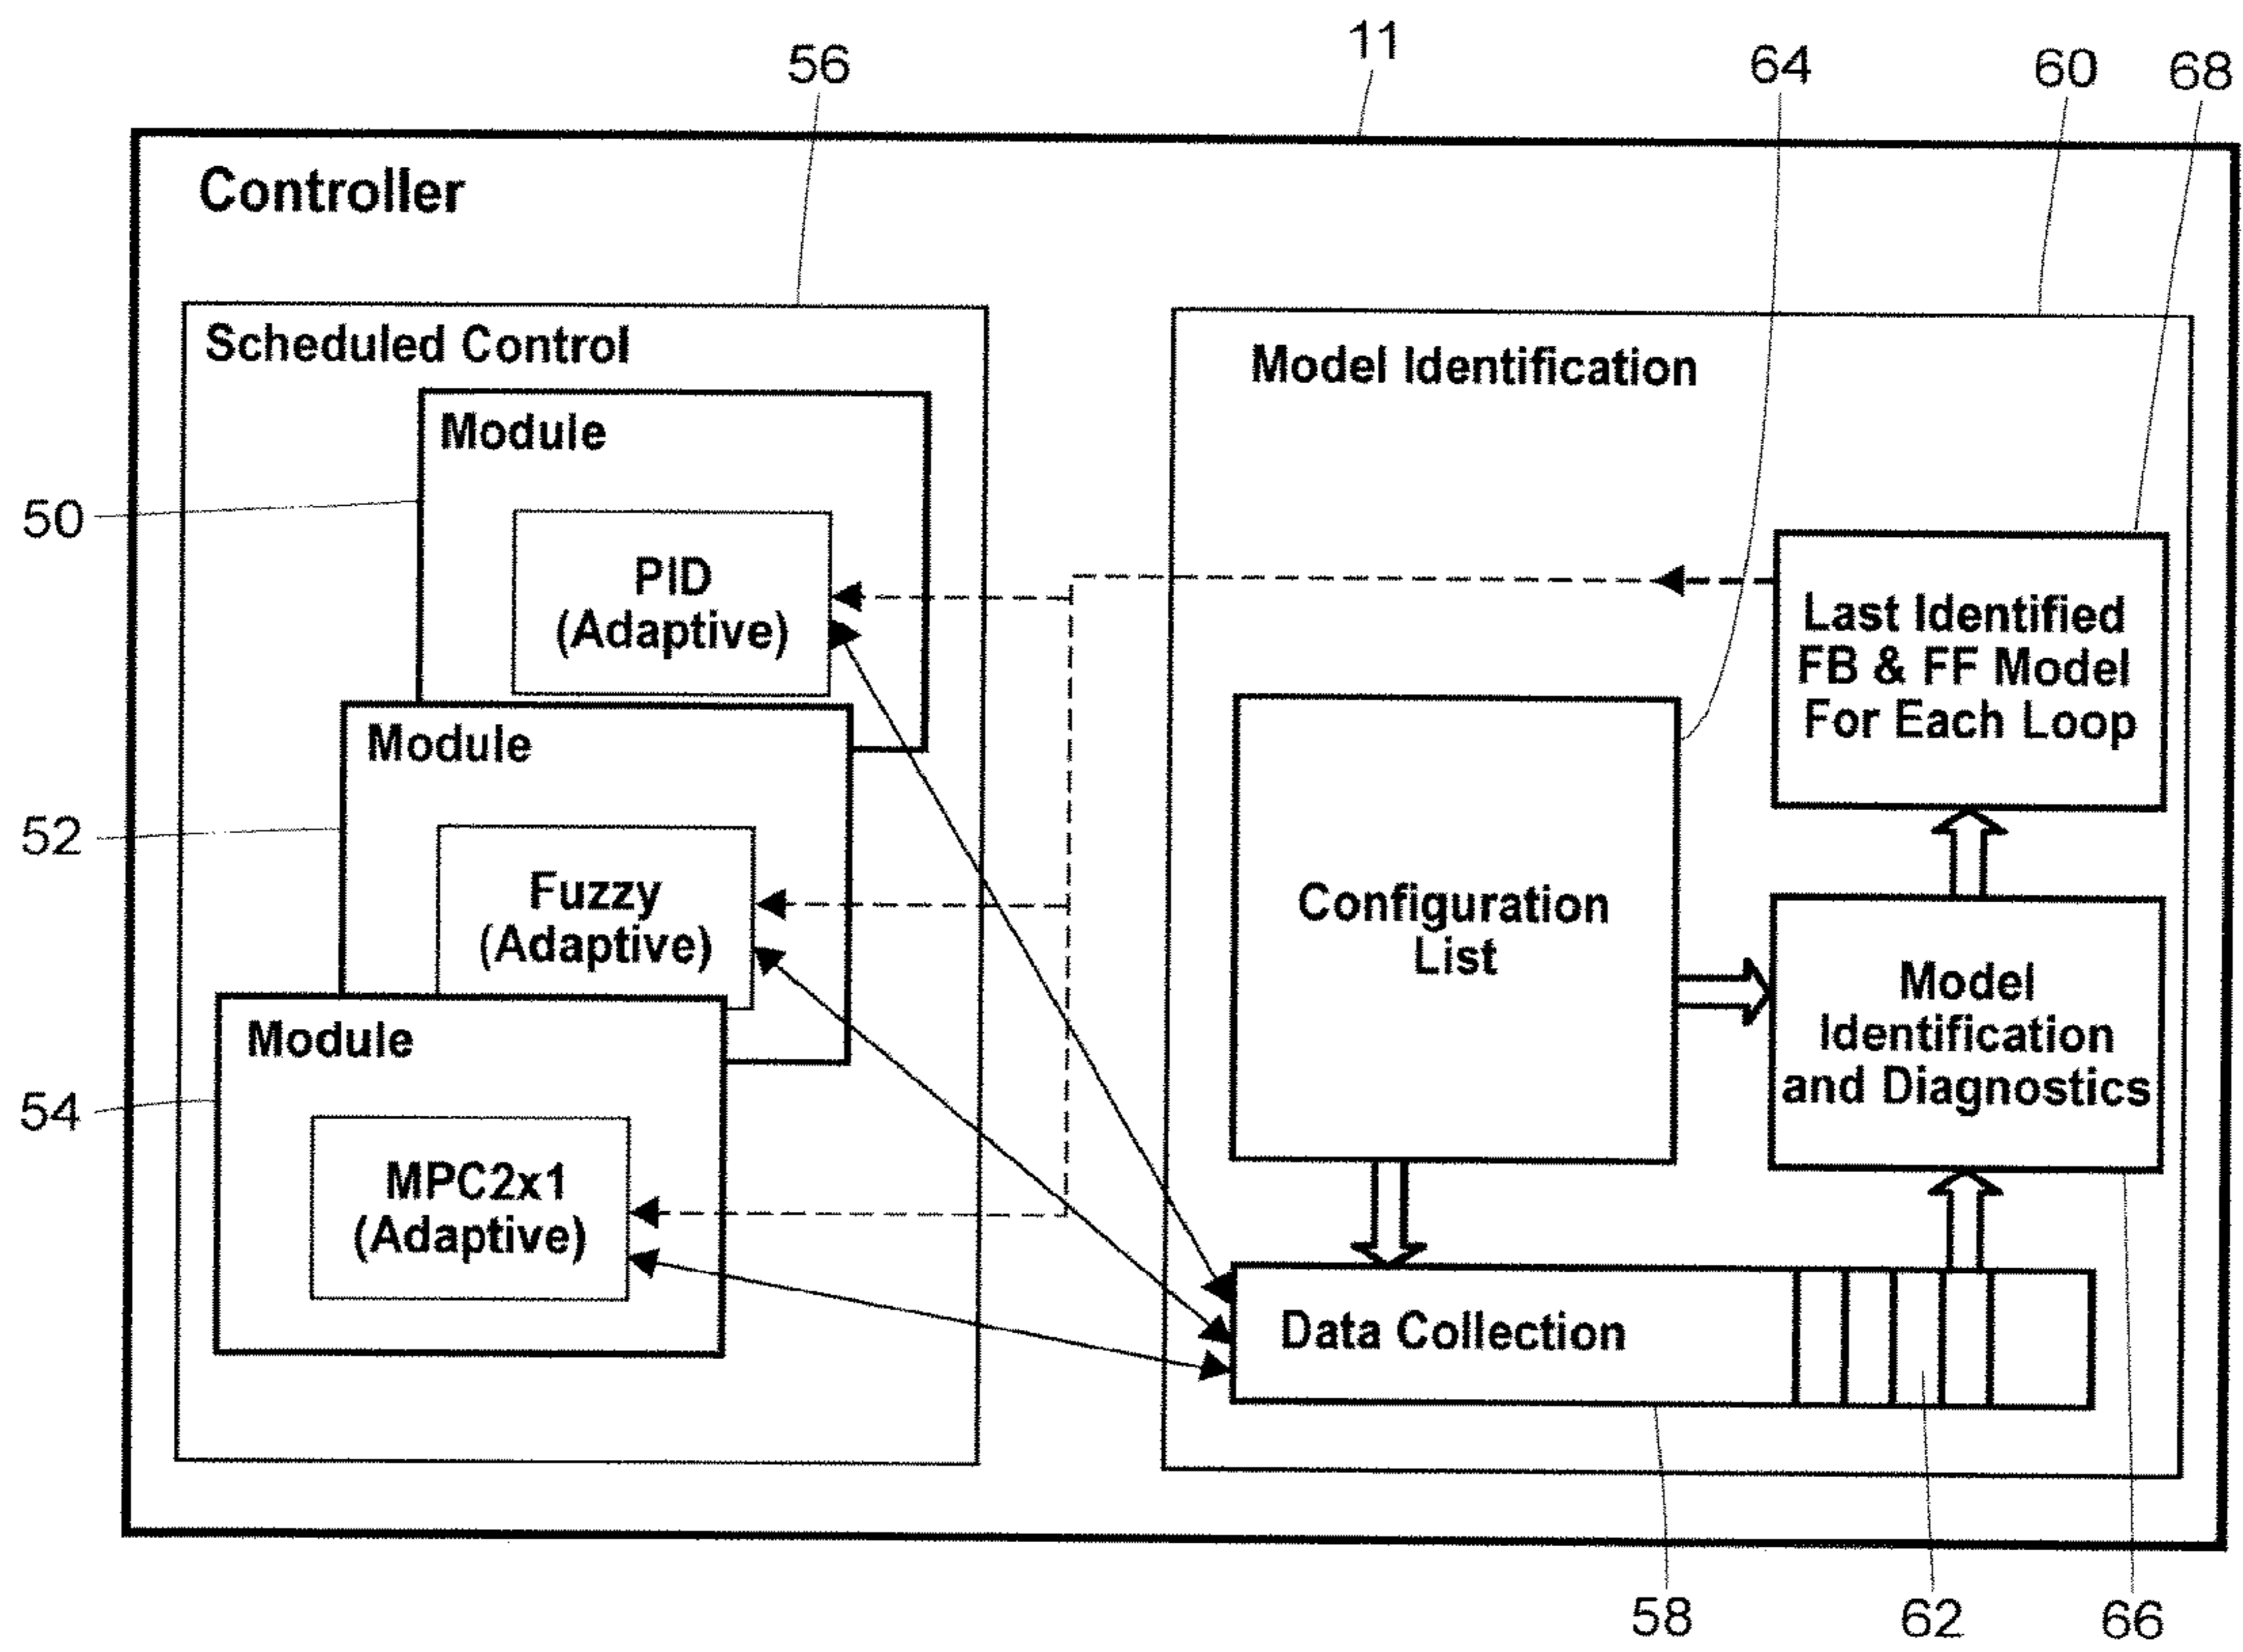 11
56
64
60
68
Controller
Scheduled Control
Module
50
PID
(Adaptive)
Module
52
Fuzzy
(Adaptive)
Module
54
MPC2x1
(Adaptive)
Model Identification
Last Identified
FB & FF Model
For Each Loop
Configuration
List
Model
Identification
and Diagnostics
Data Collection
58
62
66